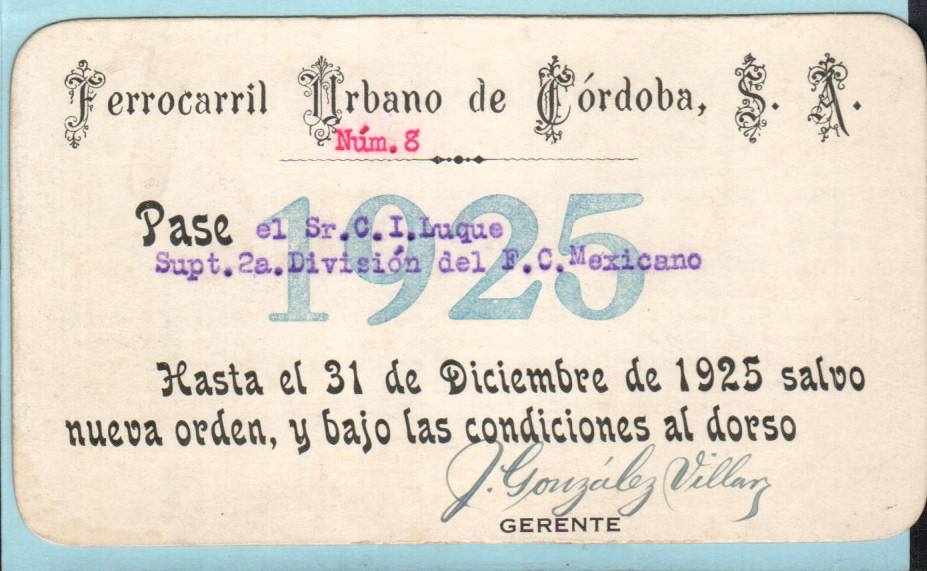 Ferrocarril Urbano de Córdoba, S. A.
Núm. 8
1925
Pase el Sr. C. I. Luque
Supt. 2a. División del F. C. Mexicano
Hasta el 31 de Diciembre de 1925 salvo
nueva orden, y bajo las condiciones al dorso
J. González Villar
GERENTE